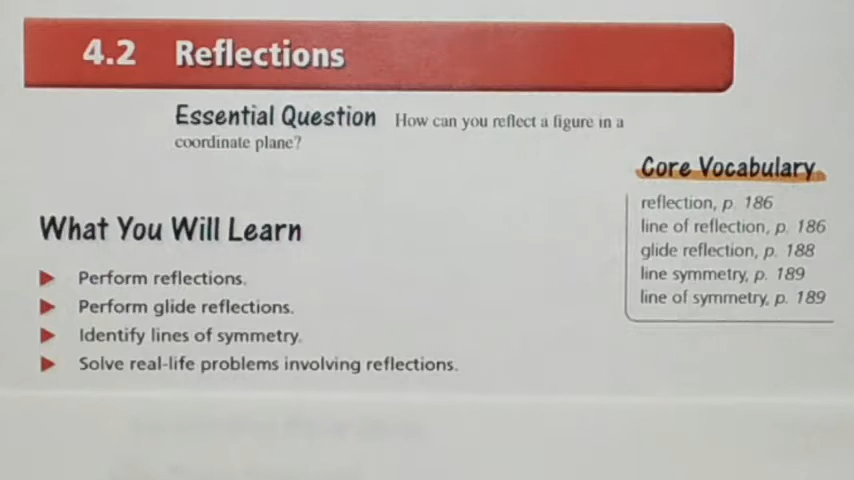 4.2 Reflections
Essential Question How can you reflect a figure in a
coordinate plane?
Core Vocabulary
reflection, p. 186
line of reflection, p. 186
glide reflection, p. 188
line symmetry, p. 189
line of symmetry, p. 189
What You Will Learn
Perform reflections.
Perform glide reflections.
Identify lines of symmetry.
Solve real-life problems involving reflections.